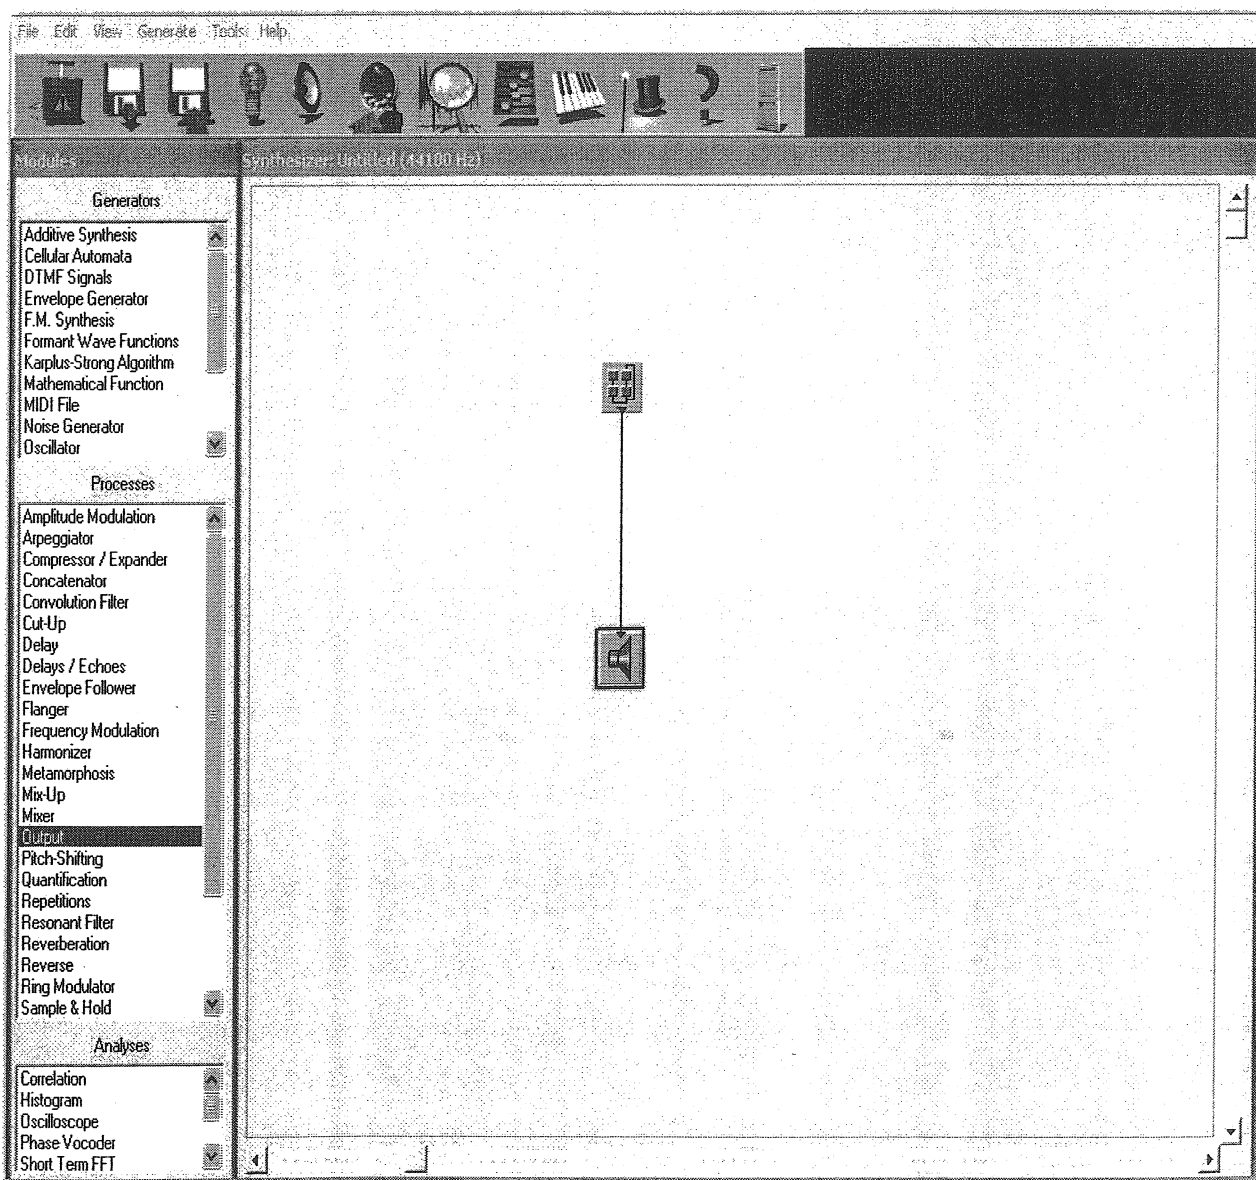 File Edit View Generate Tools Help
Modules
Synthesizer: Untitled (44100 Hz)
Generators
Additive Synthesis
Cellular Automata
DTMF Signals
Envelope Generator
F.M. Synthesis
Formant Wave Functions
Karplus-Strong Algorithm
Mathematical Function
MIDI File
Noise Generator
Oscillator
Processes
Amplitude Modulation
Arpeggiator
Compressor / Expander
Concatenator
Convolution Filter
Cut-Up
Delay
Delays / Echoes
Envelope Follower
Flanger
Frequency Modulation
Harmonizer
Metamorphosis
Mix-Up
Mixer
Output
Pitch-Shifting
Quantification
Repetitions
Resonant Filter
Reverberation
Reverse
Ring Modulator
Sample & Hold
Analyses
Correlation
Histogram
Oscilloscope
Phase Vocoder
Short Term FFT